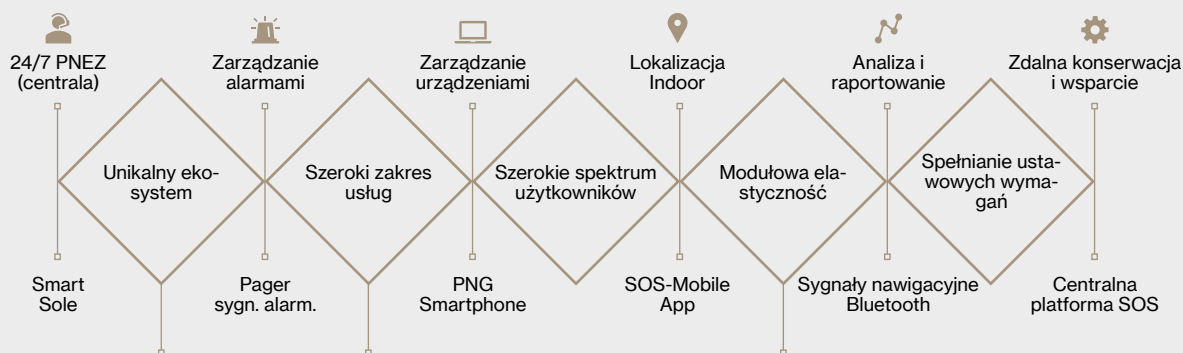 24/7 PNEZ
(centrala)
Zarządzanie
alarmami
Zarządzanie
urządzeniami
Lokalizacja
Indoor
Analiza i
raportowanie
Zdalna konserwacja
i wsparcie
Unikalny eko-
system
Szeroki zakres
usług
Szerokie spektrum
użytkowników
Modułowa ela-
styczność
Spełnianie usta-
wowych wyma-
gań
Smart
Sole
Pager
sygn. alarm.
PNG
Smartphone
SOS-Mobile
App
Sygnały nawigacyjne
Bluetooth
Centralna
platforma SOS